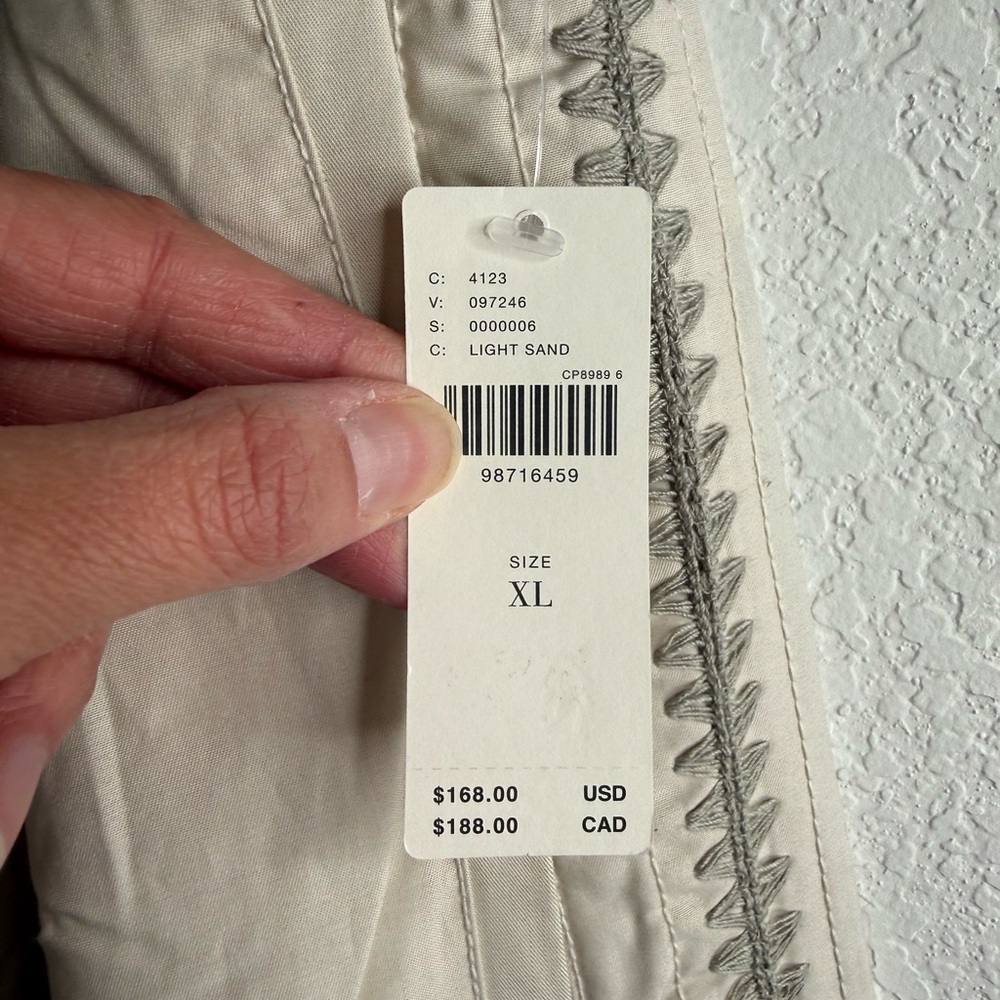 C: 4123
V: 097246
S: 0000006
C: LIGHT SAND
CP8989 6
98716459
SIZE
XL
$168.00 USD
$188.00 CAD